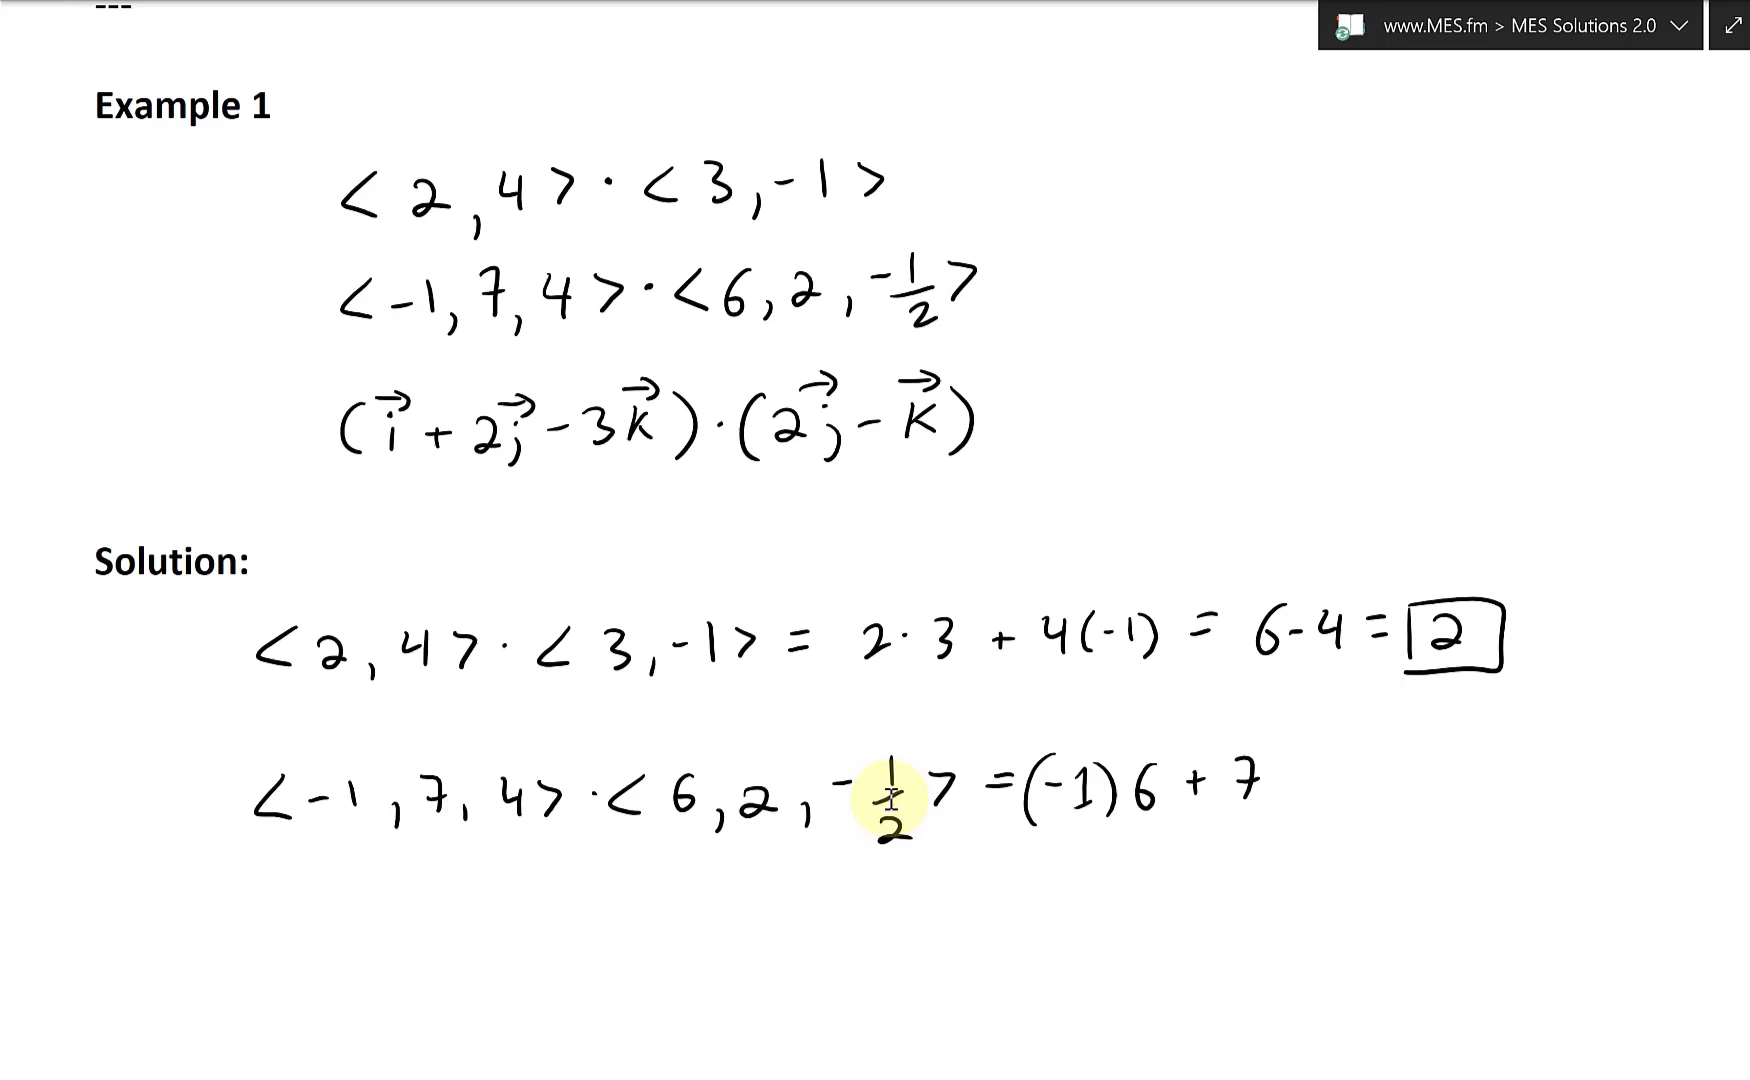 ---
www.MES.fm > MES Solutions 2.0
Example 1
< 2, 4 > · < 3, -1 >
< -1, 7, 4 > · < 6, 2, -1/2 >
(i⃗ + 2j⃗ - 3k⃗) · (2j⃗ - k⃗)
Solution:
< 2, 4 > · < 3, -1 > = 2 · 3 + 4(-1) = 6 - 4 = 2
< -1, 7, 4 > · < 6, 2, -1/2 > = (-1)6 + 7